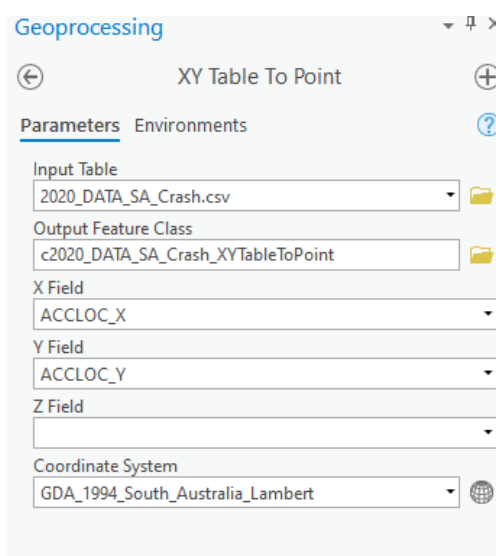 Geoprocessing
XY Table To Point
Parameters Environments
Input Table
2020_DATA_SA_Crash.csv
Output Feature Class
c2020_DATA_SA_Crash_XYTableToPoint
X Field
ACCLOC_X
Y Field
ACCLOC_Y
Z Field
Coordinate System
GDA_1994_South_Australia_Lambert